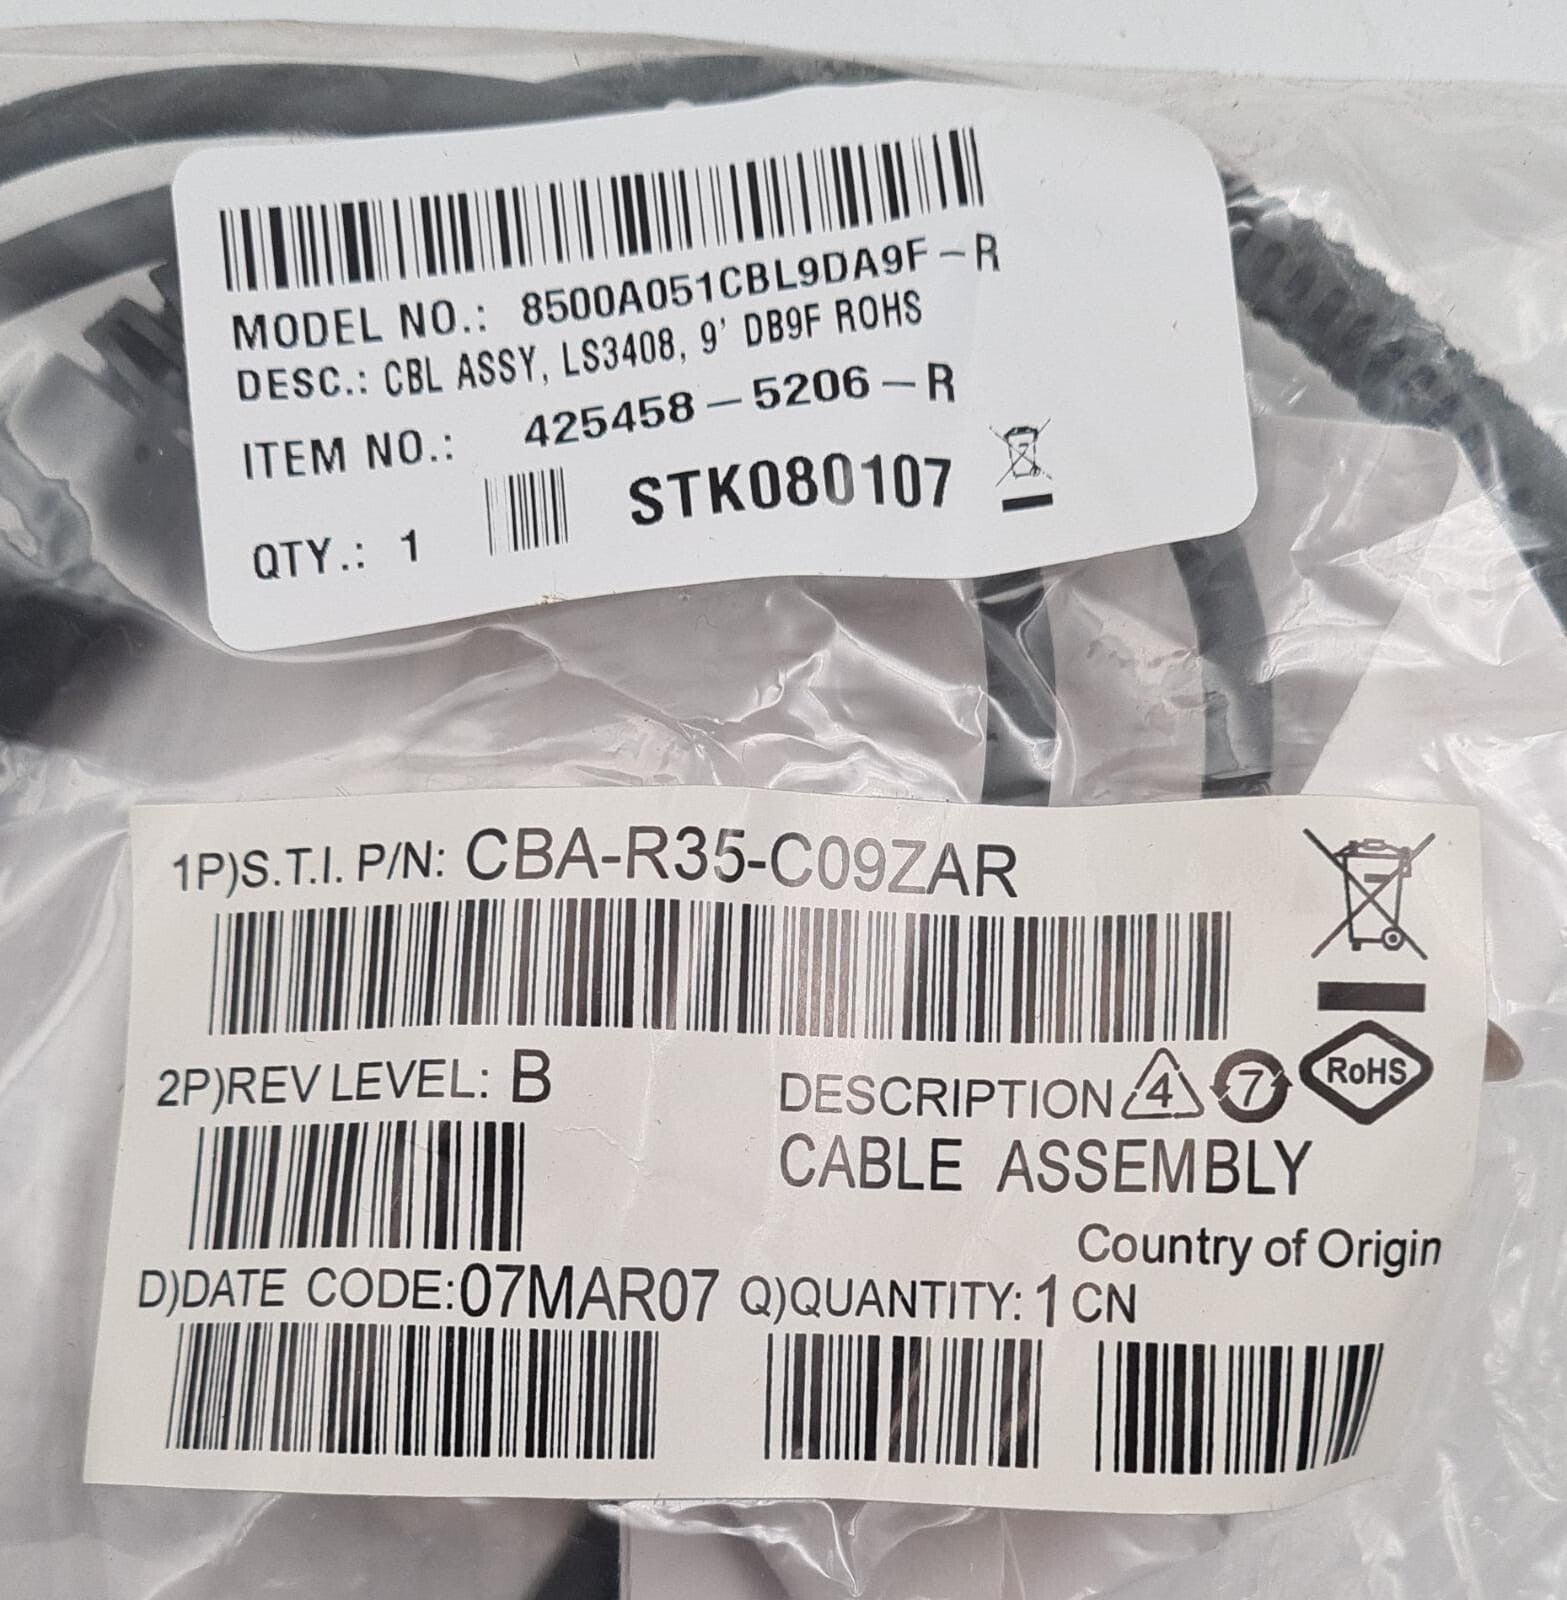 MODEL NO.: 8500A051CBL9DA9F-R
DESC.: CBL ASSY, LS3408, 9' DB9F ROHS
ITEM NO.: 425458-5206-R
QTY.: 1 STK080107
1P)S.T.I. P/N: CBA-R35-C09ZAR
2P)REV LEVEL: B
DESCRIPTION 4 7 RoHS
CABLE ASSEMBLY
Country of Origin
D)DATE CODE:07MAR07 Q)QUANTITY: 1 CN